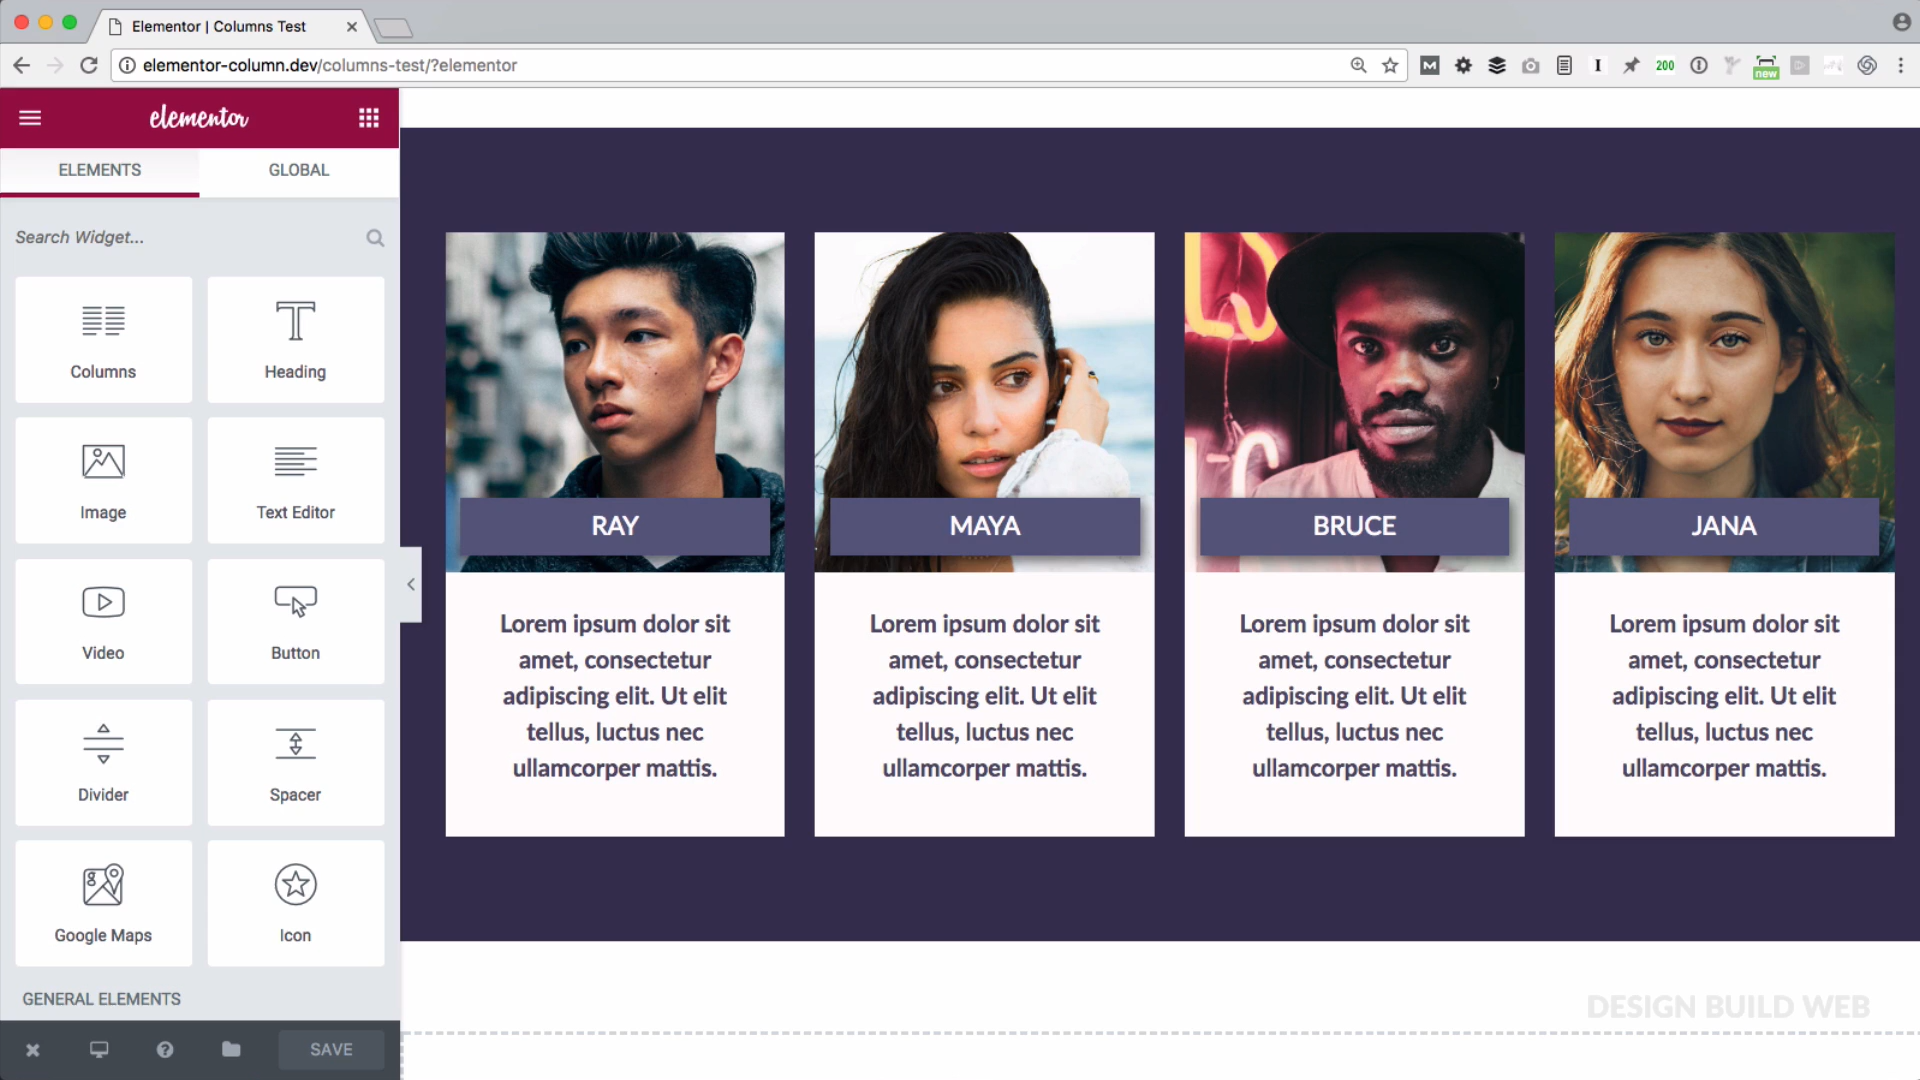 Elementor | Columns Test
elementor-column.dev/columns-test/?elementor
200
new
elementor
ELEMENTS
GLOBAL
Search Widget...
Columns
Heading
Image
Text Editor
Video
Button
Divider
Spacer
Google Maps
Icon
GENERAL ELEMENTS
SAVE
RAY
MAYA
BRUCE
JANA
Lorem ipsum dolor sit
amet, consectetur
adipiscing elit. Ut elit
tellus, luctus nec
ullamcorper mattis.
Lorem ipsum dolor sit
amet, consectetur
adipiscing elit. Ut elit
tellus, luctus nec
ullamcorper mattis.
Lorem ipsum dolor sit
amet, consectetur
adipiscing elit. Ut elit
tellus, luctus nec
ullamcorper mattis.
Lorem ipsum dolor sit
amet, consectetur
adipiscing elit. Ut elit
tellus, luctus nec
ullamcorper mattis.
DESIGN BUILD WEB